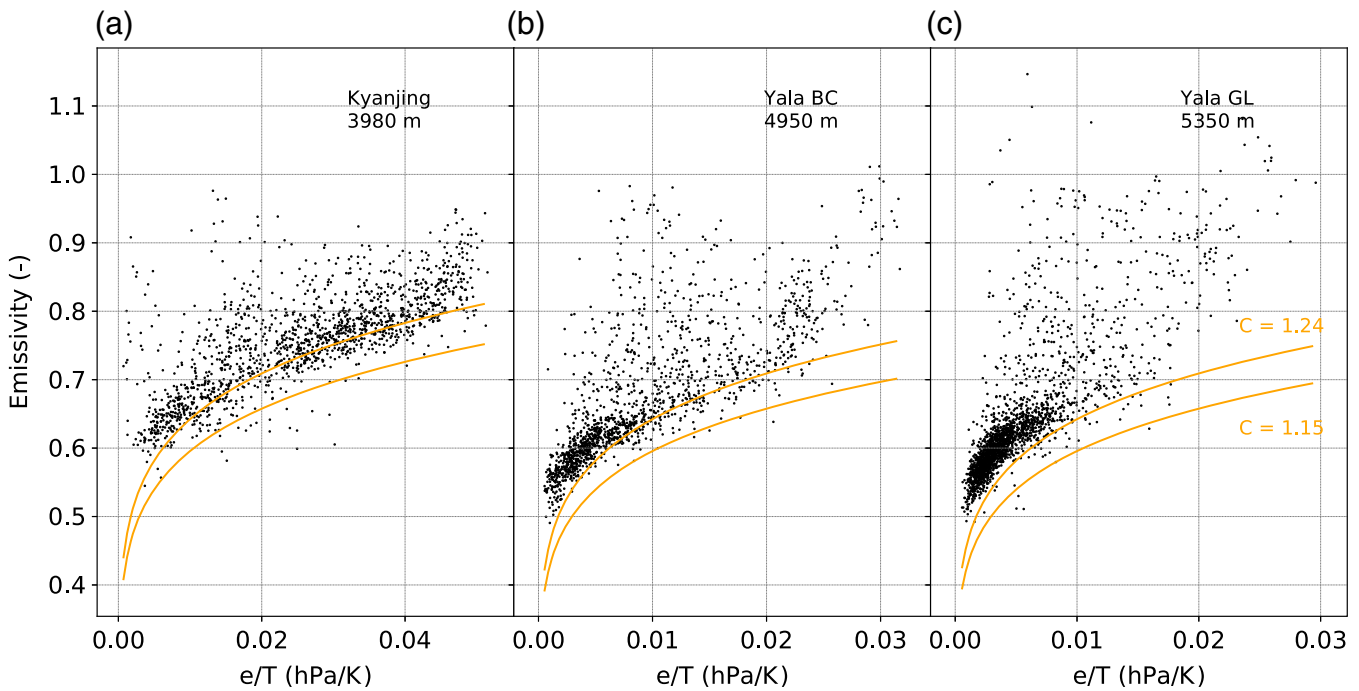 (a)
(b)
(c)
Kyanjing
3980 m
Yala BC
4950 m
Yala GL
5350 m
C = 1.24
C = 1.15
Emissivity (-)
1.1
1.0
0.9
0.8
0.7
0.6
0.5
0.4
0.00
0.02
0.04
0.00
0.01
0.02
0.03
0.00
0.01
0.02
0.03
e/T (hPa/K)
e/T (hPa/K)
e/T (hPa/K)